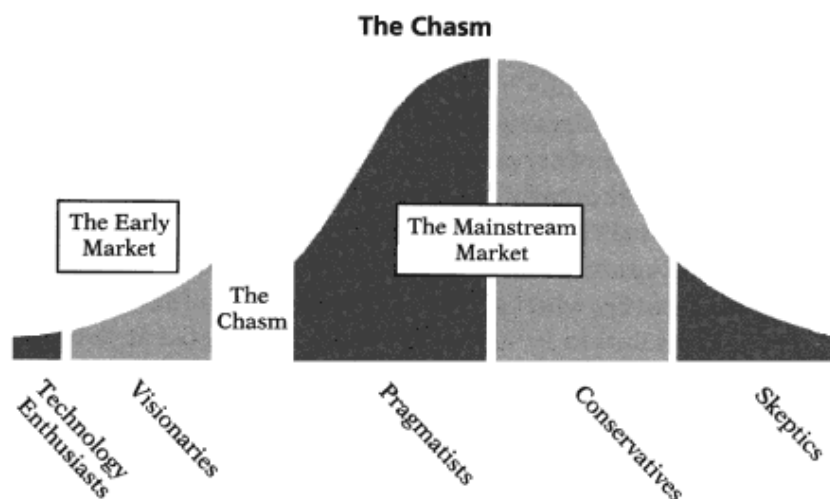 The Chasm
The Early
Market
The Mainstream
Market
The
Chasm
Technology
Enthusiasts
Visionaries
Pragmatists
Conservatives
Skeptics